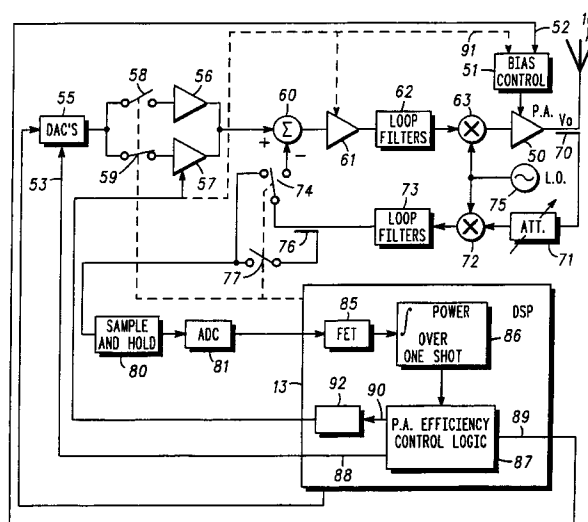 52
91
51
BIAS
CONTROL
55
DAC'S
58
56
59
57
53
60
Σ
+
−
61
62
LOOP
FILTERS
63
P.A.
50
Vo
70
75
L.O.
74
73
LOOP
FILTERS
72
ATT.
71
76
77
80
SAMPLE
AND HOLD
81
ADC
85
FET
13
∫ POWER
OVER
ONE SHOT
DSP
86
92
90
P.A. EFFICIENCY
CONTROL LOGIC
89
88
87